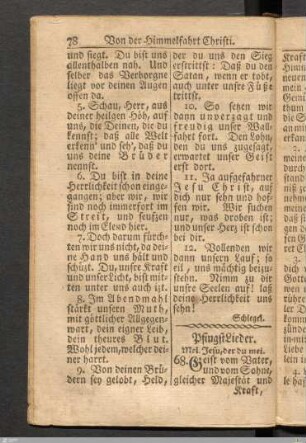 78 Von der Himmelfahrt Christi.
und siegt. Du bist uns
allenthalben nah. Und
selber das Verborgne
liegt vor deinen Augen
offen da.
5. Schau, Herr, aus
deiner heilgen Höh, auf
uns, die Deinen, die du
kennst; daß alle Welt
erkenn' und seh', daß du
uns deine Brüder
nennst.
6. Du bist in deine
Herrlichkeit schon einge-
gangen; aber wir, wir
sind noch immerfort im
Streit, und seufzen
noch im Elend hier.
7. Doch darum fürch-
ten wir uns nicht, da dei-
ne Hand uns hält und
schützt. Du, unsre Kraft
und unser Licht, bist mit-
ten unter uns auch itzt.
8. Im Abendmahl
stärkt unsern Muth,
mit göttlicher Allgegen-
wart, dein eigner Leib,
dein theures Blut.
Wohl jedem, welcher dei-
ner harrt.
9. Von deinen Brü-
dern sey gelobt, Held,
der du uns den Sieg
erstrittst: Daß du den
Satan, wenn er tobt,
auch unter unsre Füße
trittst.
10. So setzen wir
dann unverzagt und
freudig unsre Wall-
fahrt fort. Den Lohn,
den du uns zugesagt,
erwartet unser Geist
erst dort.
11. Ja aufgefahrner
Jesu Christ, auf
dich nur sehn und hof-
fen wir. Wir suchen
nur, was droben ist;
und unser Herz ist schon
bei dir.
12. Vollenden wir
dann unsern Lauf; so
eil, uns mächtig beizu-
stehn. Nimm zu dir
unsre Seelen auf! laß
deine Herrlichkeit uns
sehn!
Schlegel.
PfingstLieder.
Mel. Jesu, der du mei.
68. Geist vom Vater,
und vom Sohne,
gleicher Majestät und
Kraft,